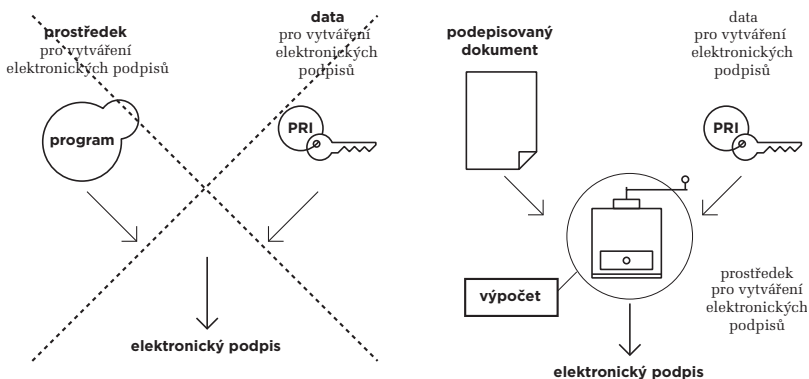 prostředek
pro vytváření
elektronických podpisů
data
pro vytváření
elektronických
podpisů
program
PRI
elektronický podpis
podepisovaný
dokument
data
pro vytváření
elektronických
podpisů
PRI
výpočet
prostředek
pro vytváření
elektronických
podpisů
elektronický podpis